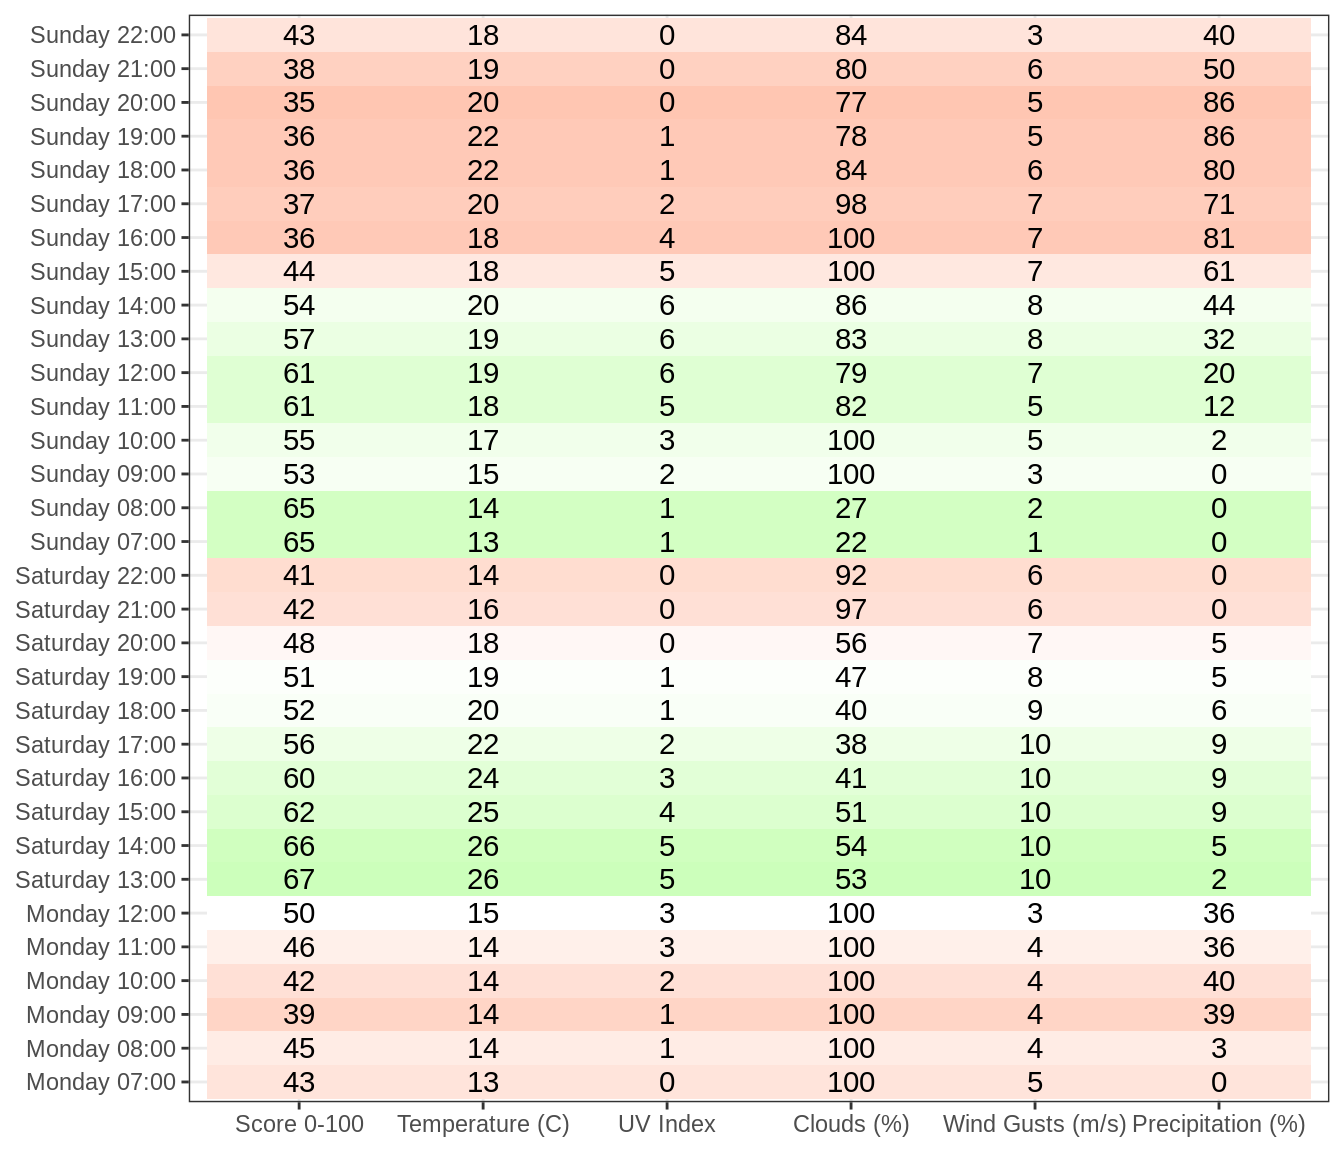 Sunday 22:00 43 18 0 84 3 40
Sunday 21:00 38 19 0 80 6 50
Sunday 20:00 35 20 0 77 5 86
Sunday 19:00 36 22 1 78 5 86
Sunday 18:00 36 22 1 84 6 80
Sunday 17:00 37 20 2 98 7 71
Sunday 16:00 36 18 4 100 7 81
Sunday 15:00 44 18 5 100 7 61
Sunday 14:00 54 20 6 86 8 44
Sunday 13:00 57 19 6 83 8 32
Sunday 12:00 61 19 6 79 7 20
Sunday 11:00 61 18 5 82 5 12
Sunday 10:00 55 17 3 100 5 2
Sunday 09:00 53 15 2 100 3 0
Sunday 08:00 65 14 1 27 2 0
Sunday 07:00 65 13 1 22 1 0
Saturday 22:00 41 14 0 92 6 0
Saturday 21:00 42 16 0 97 6 0
Saturday 20:00 48 18 0 56 7 5
Saturday 19:00 51 19 1 47 8 5
Saturday 18:00 52 20 1 40 9 6
Saturday 17:00 56 22 2 38 10 9
Saturday 16:00 60 24 3 41 10 9
Saturday 15:00 62 25 4 51 10 9
Saturday 14:00 66 26 5 54 10 5
Saturday 13:00 67 26 5 53 10 2
Monday 12:00 50 15 3 100 3 36
Monday 11:00 46 14 3 100 4 36
Monday 10:00 42 14 2 100 4 40
Monday 09:00 39 14 1 100 4 39
Monday 08:00 45 14 1 100 4 3
Monday 07:00 43 13 0 100 5 0
Score 0-100 Temperature (C) UV Index Clouds (%) Wind Gusts (m/s) Precipitation (%)